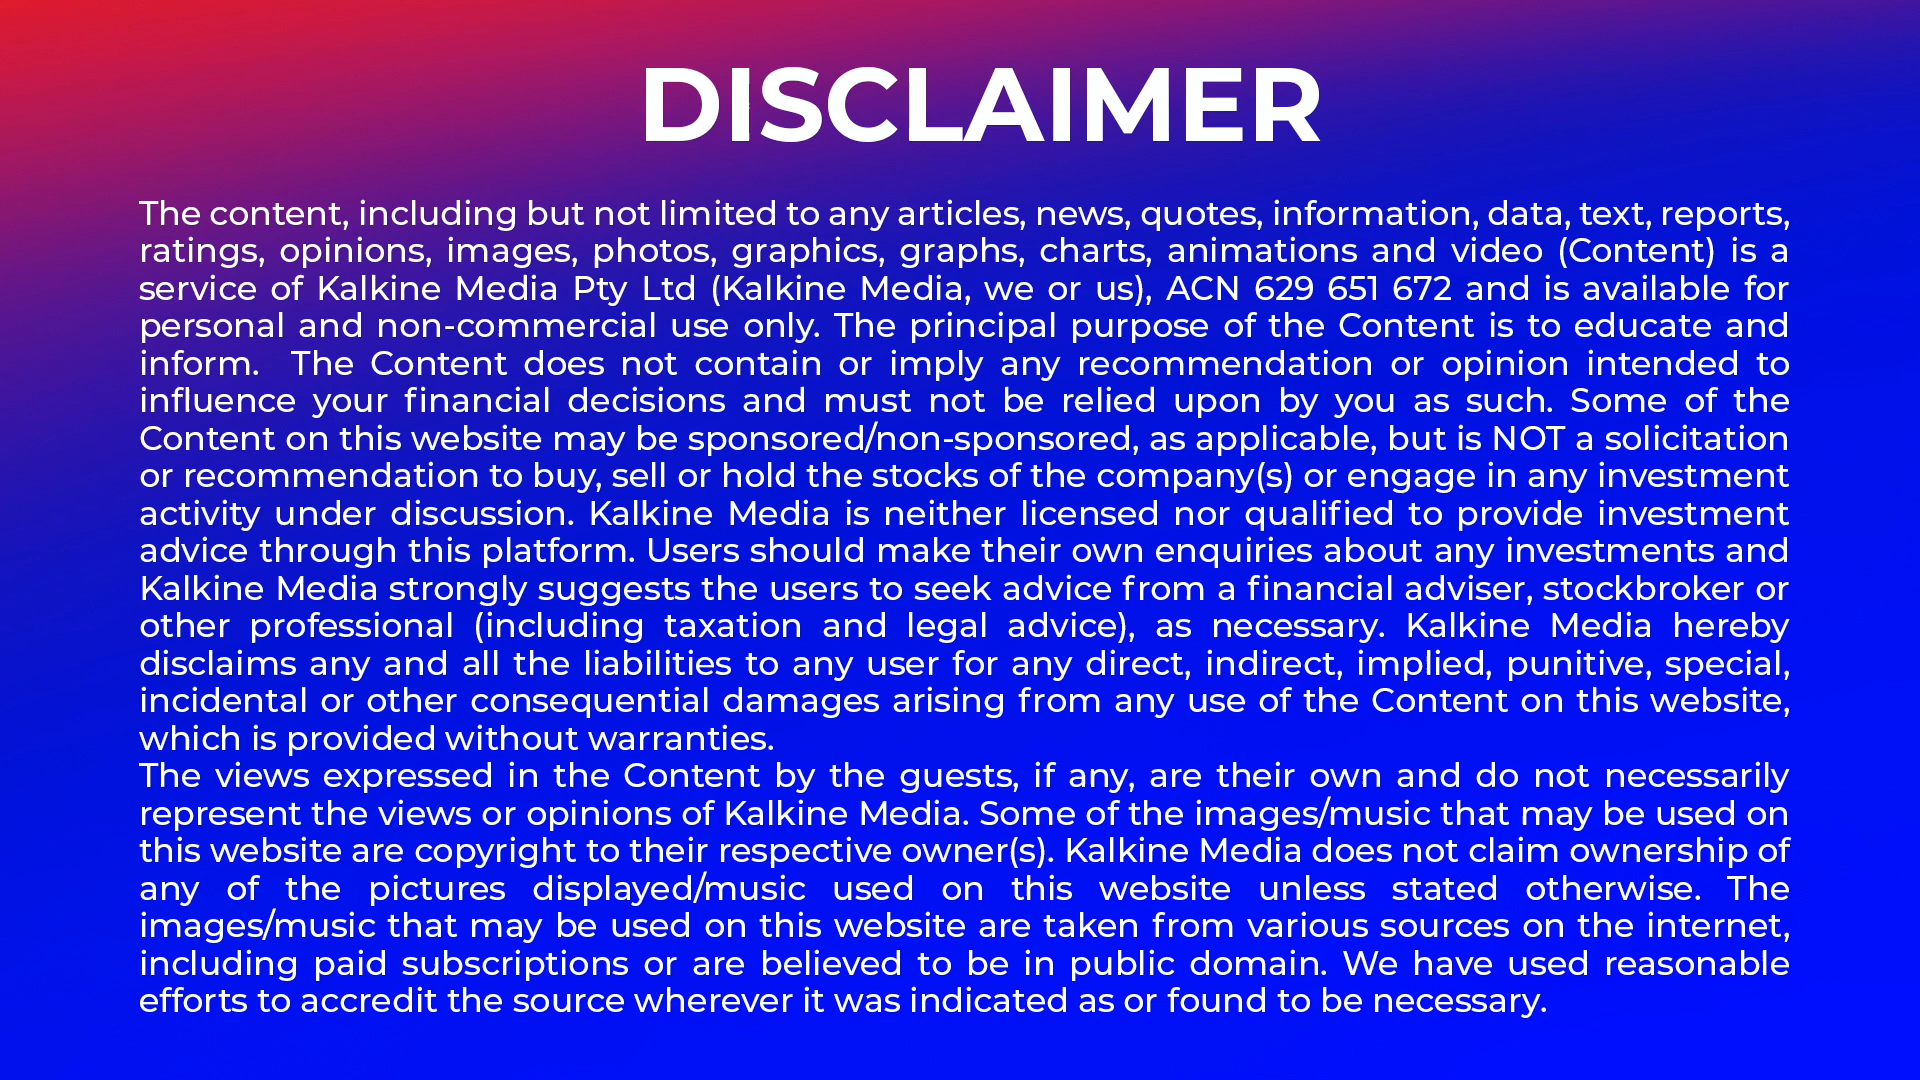 DISCLAIMER
The content, including but not limited to any articles, news, quotes, information, data, text, reports,
ratings, opinions, images, photos, graphics, graphs, charts, animations and video (Content) is a
service of Kalkine Media Pty Ltd (Kalkine Media, we or us), ACN 629 651 672 and is available for
personal and non-commercial use only. The principal purpose of the Content is to educate and
inform.  The Content does not contain or imply any recommendation or opinion intended to
influence your financial decisions and must not be relied upon by you as such. Some of the
Content on this website may be sponsored/non-sponsored, as applicable, but is NOT a solicitation
or recommendation to buy, sell or hold the stocks of the company(s) or engage in any investment
activity under discussion. Kalkine Media is neither licensed nor qualified to provide investment
advice through this platform. Users should make their own enquiries about any investments and
Kalkine Media strongly suggests the users to seek advice from a financial adviser, stockbroker or
other professional (including taxation and legal advice), as necessary. Kalkine Media hereby
disclaims any and all the liabilities to any user for any direct, indirect, implied, punitive, special,
incidental or other consequential damages arising from any use of the Content on this website,
which is provided without warranties.
The views expressed in the Content by the guests, if any, are their own and do not necessarily
represent the views or opinions of Kalkine Media. Some of the images/music that may be used on
this website are copyright to their respective owner(s). Kalkine Media does not claim ownership of
any of the pictures displayed/music used on this website unless stated otherwise. The
images/music that may be used on this website are taken from various sources on the internet,
including paid subscriptions or are believed to be in public domain. We have used reasonable
efforts to accredit the source wherever it was indicated as or found to be necessary.